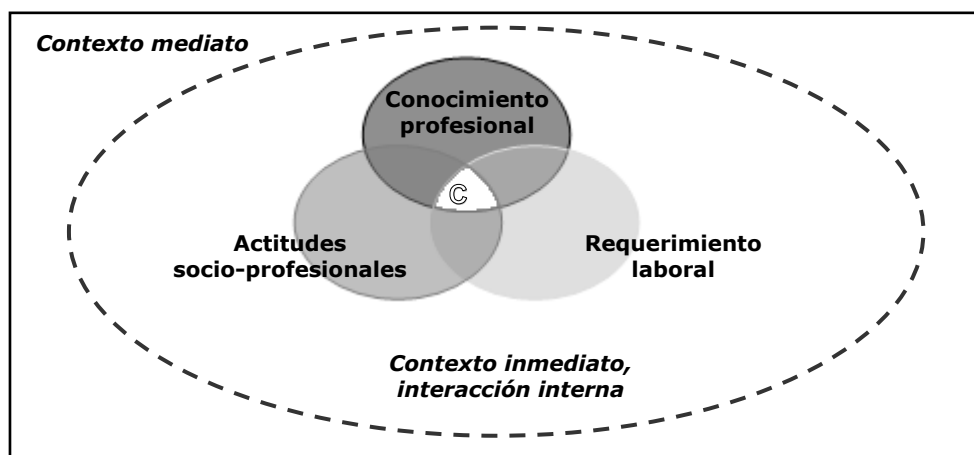 Contexto mediato
Conocimiento
profesional
C
Actitudes
socio-profesionales
Requerimiento
laboral
Contexto inmediato,
interacción interna